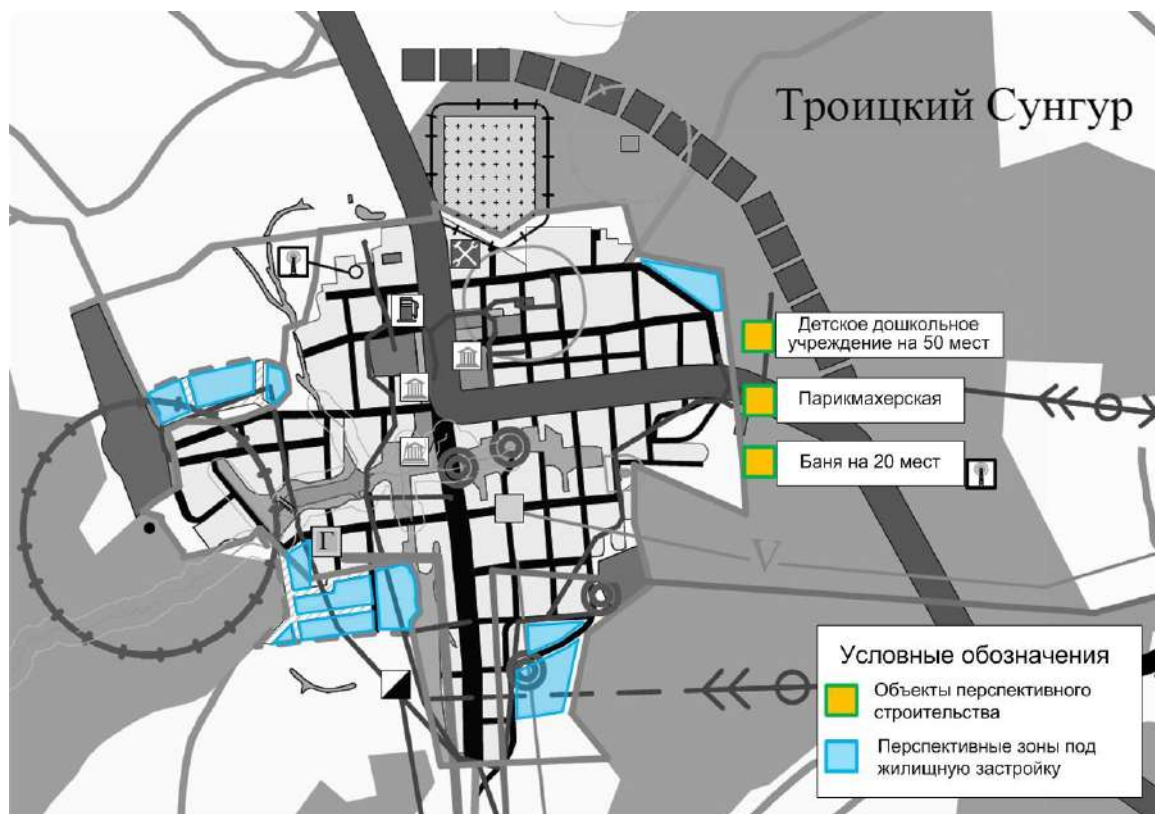 Троицкий Сунгур
Детское дошкольное
учреждение на 50 мест
Парикмахерская
Баня на 20 мест
Г
V
Условные обозначения
Объекты перспективного
строительства
Перспективные зоны под
жилищную застройку